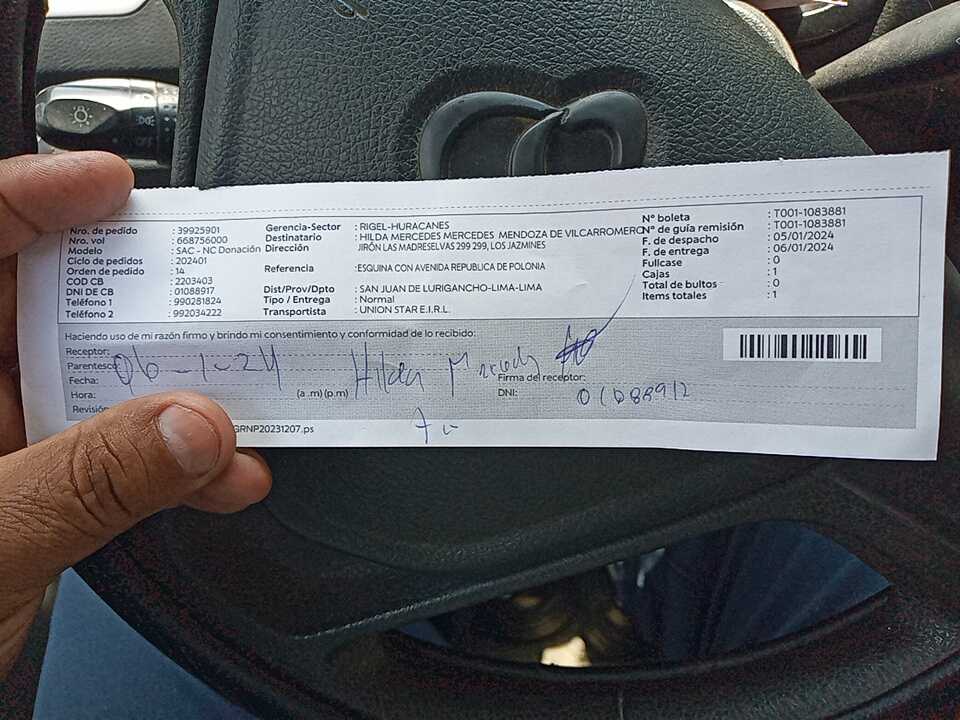 Nro. de pedido : 39925901
Nro. vol : 668756000
Modelo : SAC - NC Donación
Ciclo de pedidos : 202401
Orden de pedido : 14
COD CB : 2203403
DNI DE CB : 01088917
Teléfono 1 : 990281824
Teléfono 2 : 992034222
Gerencia-Sector : RIGEL-HURACANES
Destinatario : HILDA MERCEDES MERCEDES MENDOZA DE VILCARROMERO
Dirección : JIRÓN LAS MADRESELVAS 299 299, LOS JAZMINES
Referencia : ESQUINA CON AVENIDA REPUBLICA DE POLONIA
Dist/Prov/Dpto : SAN JUAN DE LURIGANCHO-LIMA-LIMA
Tipo / Entrega : Normal
Transportista : UNION STAR E.I.R.L.
N° boleta : T001-1083881
N° de guía remisión : T001-1083881
F. de despacho : 05/01/2024
F. de entrega : 06/01/2024
Fullcase : 0
Cajas : 1
Total de bultos : 0
Items totales : 1
Haciendo uso de mi razón firmo y brindo mi consentimiento y conformidad de lo recibido:
Receptor:
Parentesco:
Fecha: 06-1-24
Hilda
Firma del receptor:
Hora: (a .m) (p.m)
DNI:
Revisión
GRNP20231207.ps